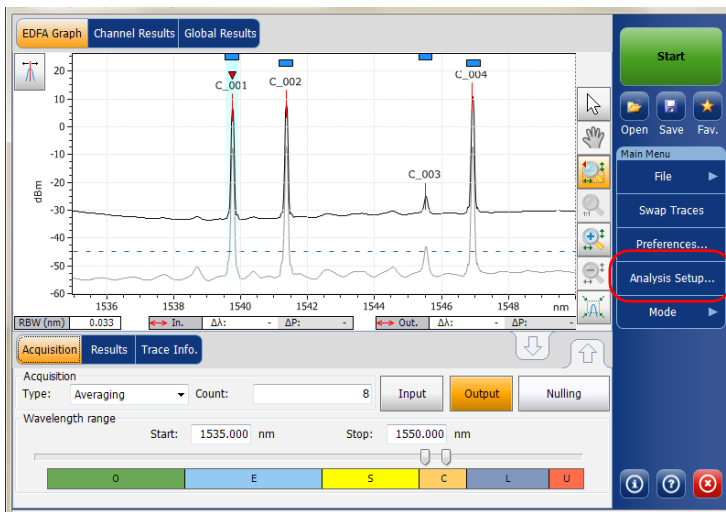 EDFA Graph Channel Results Global Results
Start
C_001 C_002 C_004
C_003
20
10
0
-10
-20
-30
-40
-50
-60
dBm
1536 1538 1540 1542 1544 1546 1548 nm
RBW (nm) 0.033 In. Δλ: - ΔP: - Out. Δλ: - ΔP: -
Open Save Fav.
Main Menu
File
Swap Traces
Preferences...
Analysis Setup...
Mode
1:1
Acquisition Results Trace Info.
Acquisition
Type: Averaging Count: 8 Input Output Nulling
Wavelength range
Start: 1535.000 nm Stop: 1550.000 nm
O E S C L U